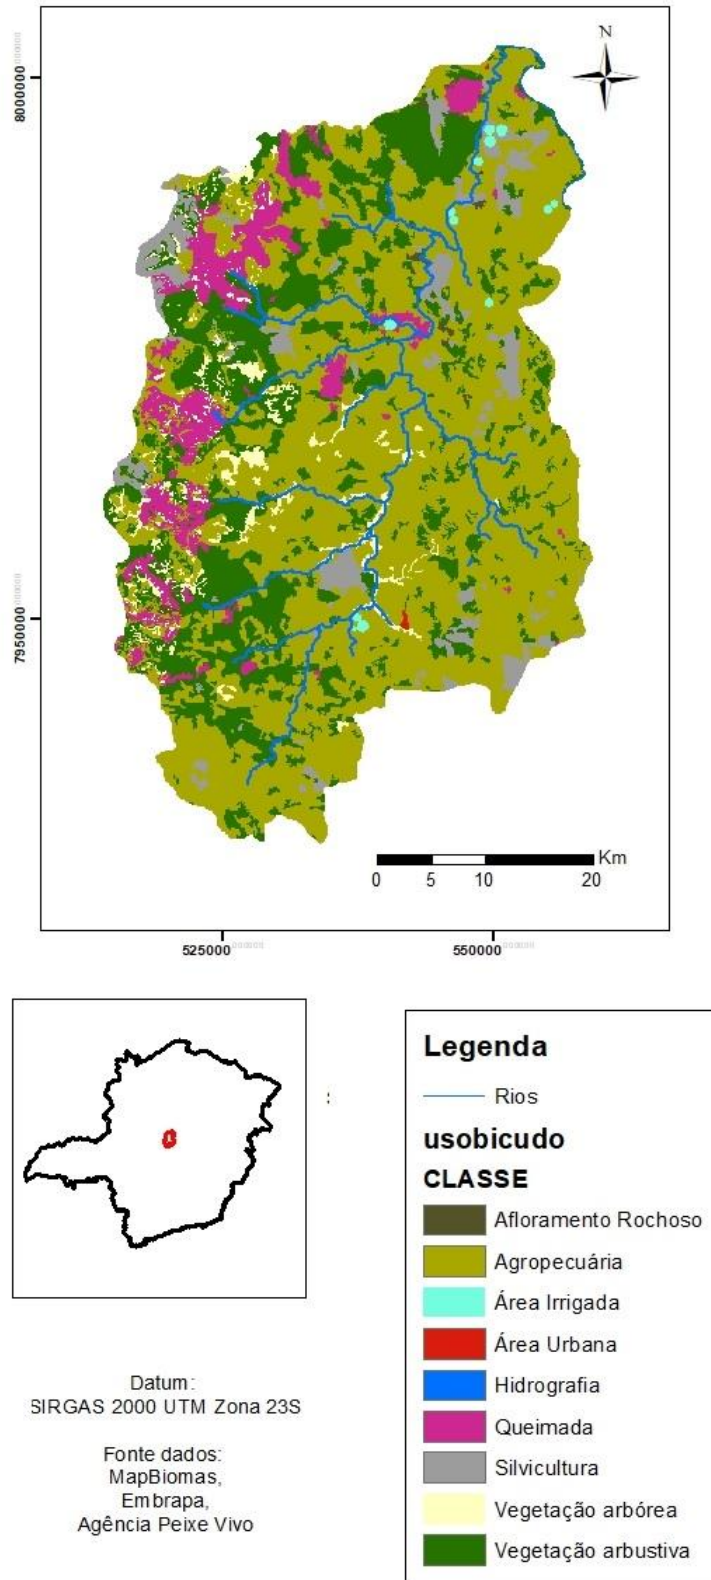 N
8000000
7950000
Km
0 5 10 20
525000
550000
Legenda
Rios
usobicudo
CLASSE
Afloramento Rochoso
Agropecuária
Área Irrigada
Área Urbana
Hidrografia
Queimada
Silvicultura
Vegetação arbórea
Vegetação arbustiva
Datum:
SIRGAS 2000 UTM Zona 23S
Fonte dados:
MapBiomas,
Embrapa,
Agência Peixe Vivo